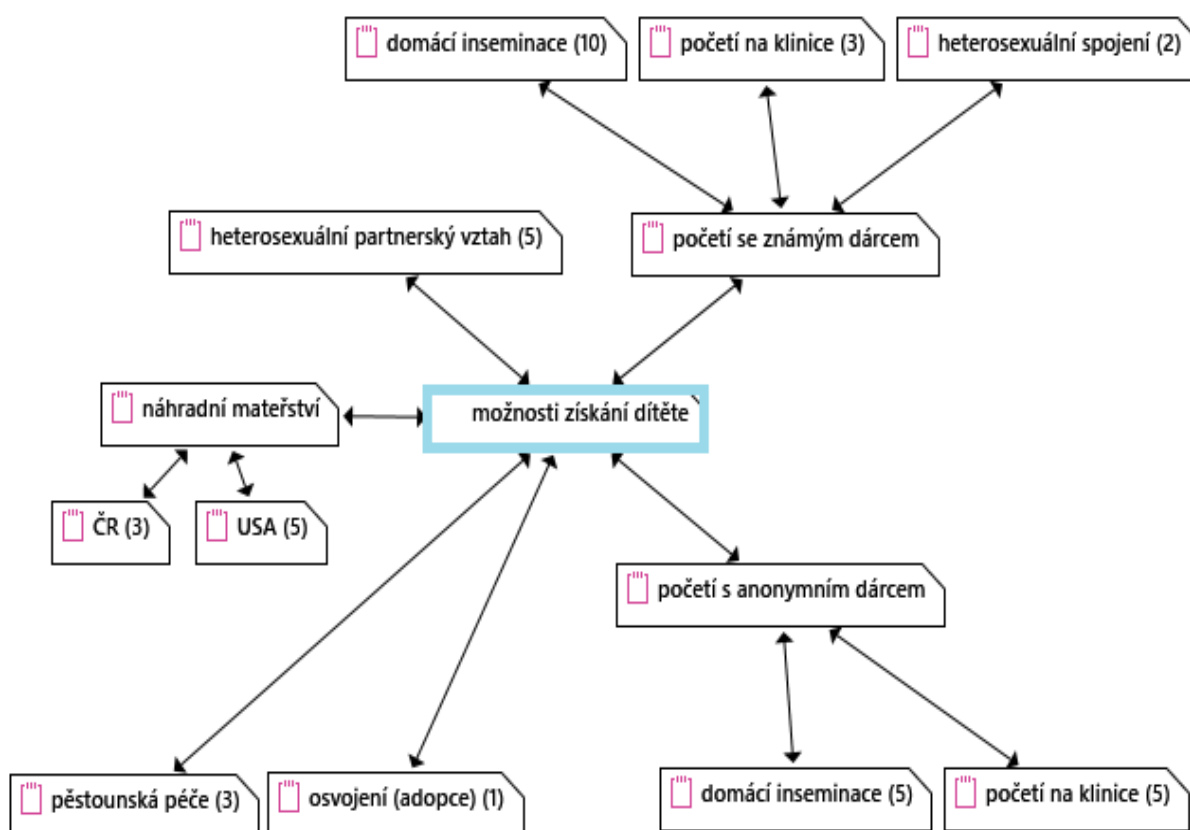 domácí inseminace (10)
početí na klinice (3)
heterosexuální spojení (2)
heterosexuální partnerský vztah (5)
početí se známým dárcem
náhradní mateřství
možnosti získání dítěte
ČR (3)
USA (5)
početí s anonymním dárcem
pěstounská péče (3)
osvojení (adopce) (1)
domácí inseminace (5)
početí na klinice (5)